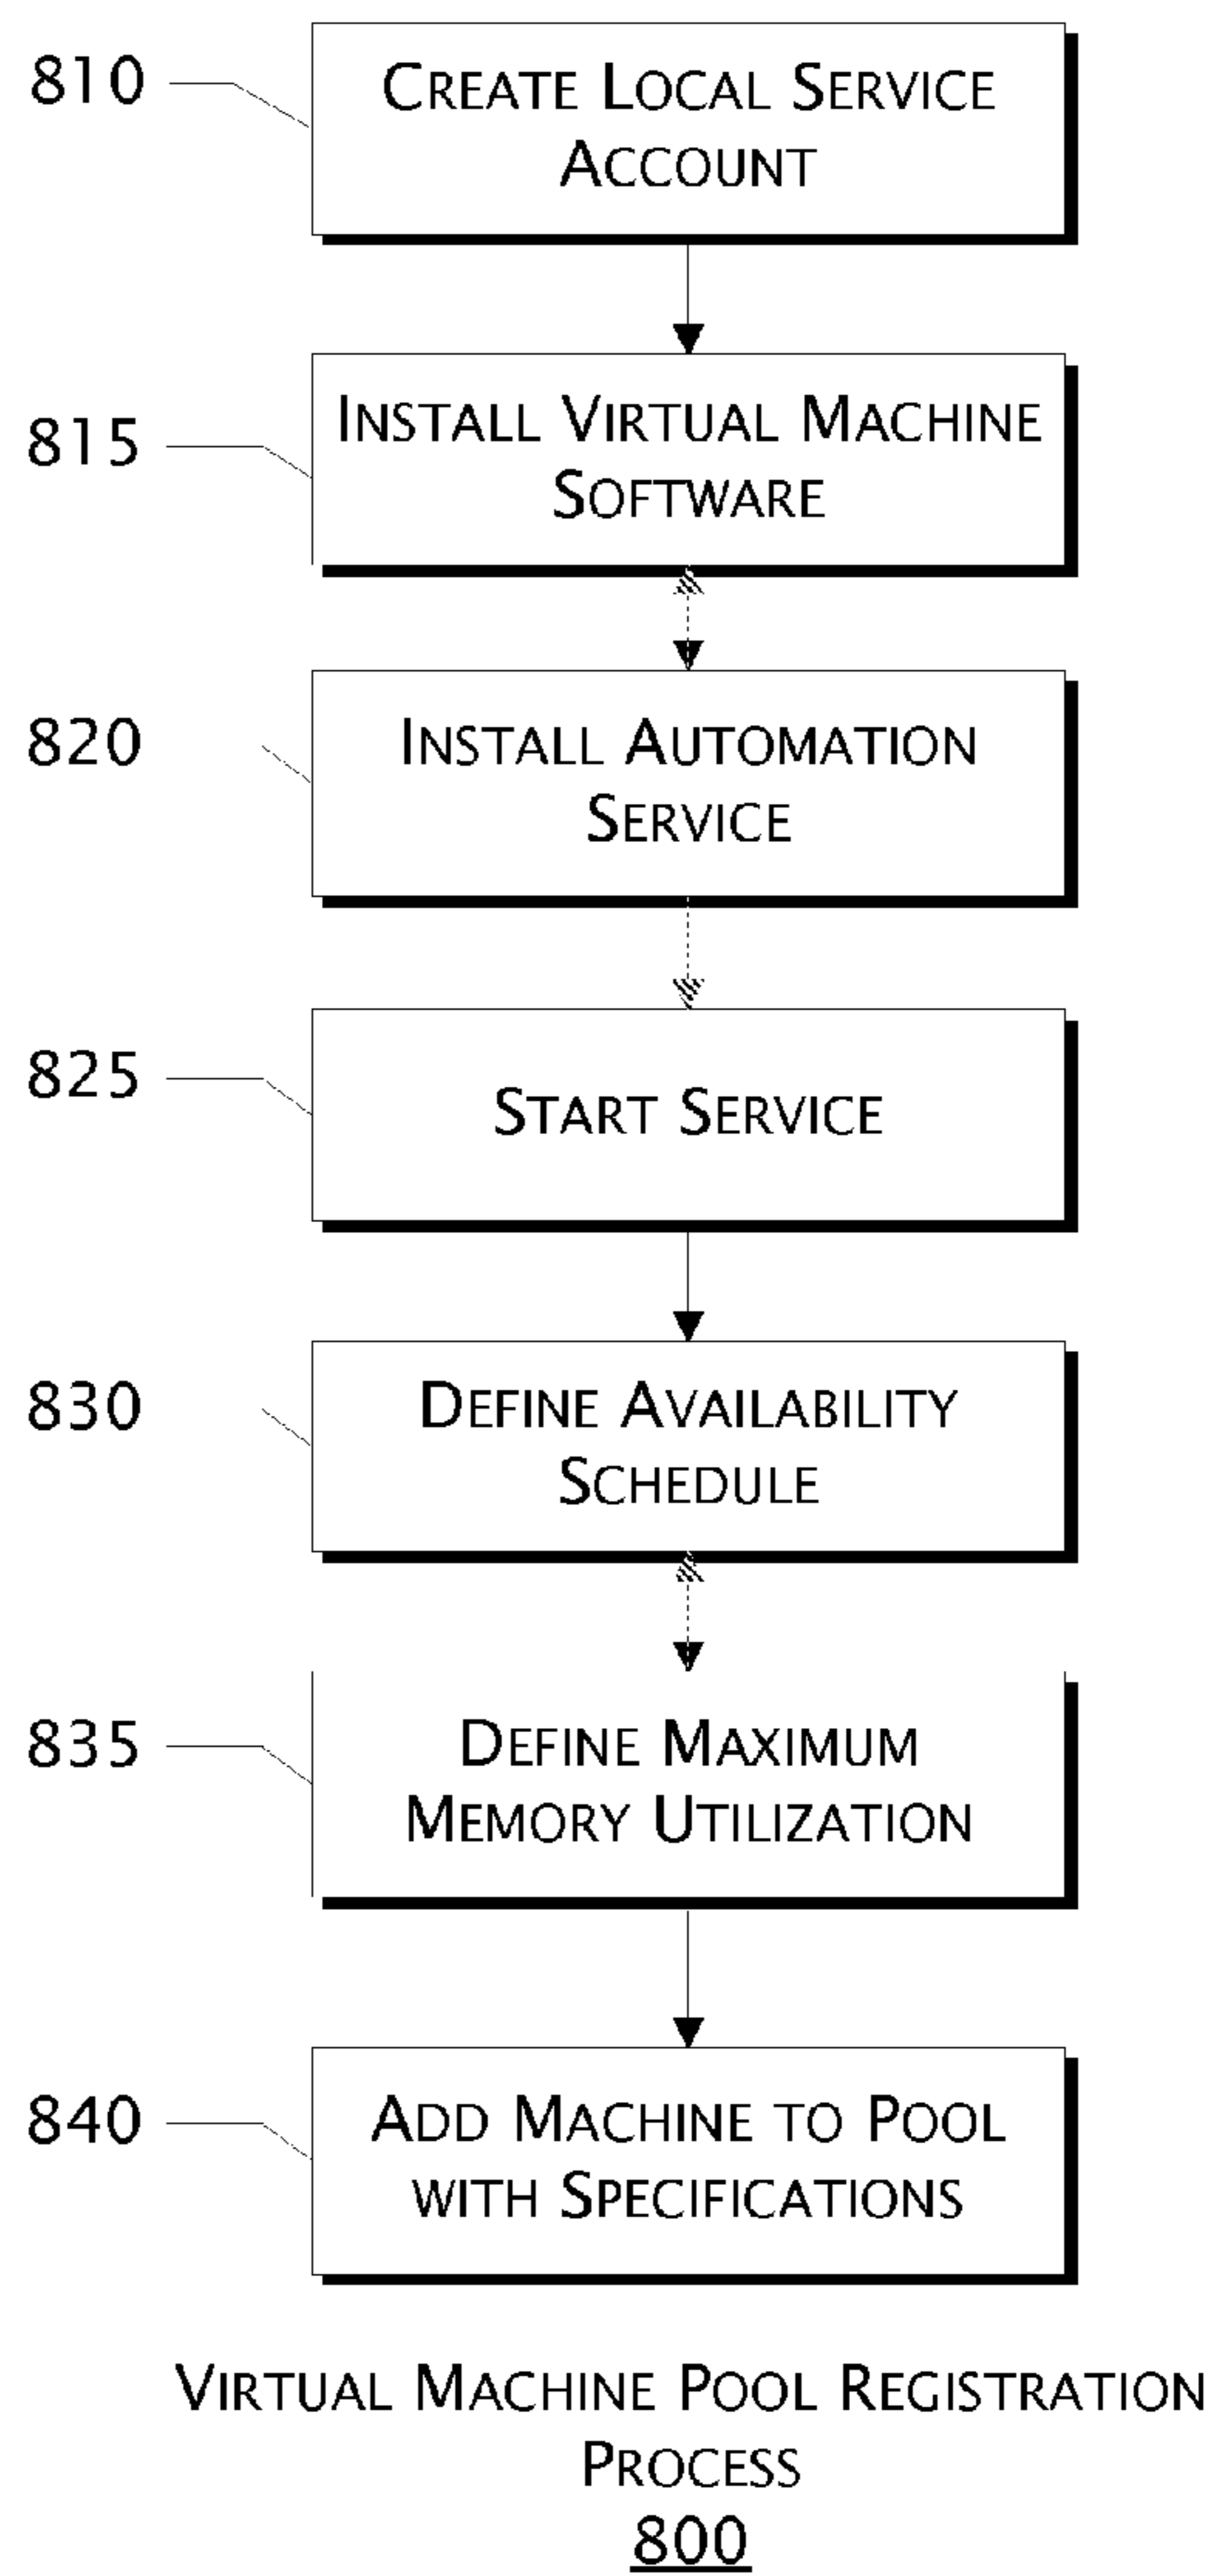 810
CREATE LOCAL SERVICE
ACCOUNT
815
INSTALL VIRTUAL MACHINE
SOFTWARE
820
INSTALL AUTOMATION
SERVICE
825
START SERVICE
830
DEFINE AVAILABILITY
SCHEDULE
835
DEFINE MAXIMUM
MEMORY UTILIZATION
840
ADD MACHINE TO POOL
WITH SPECIFICATIONS
VIRTUAL MACHINE POOL REGISTRATION
PROCESS
800